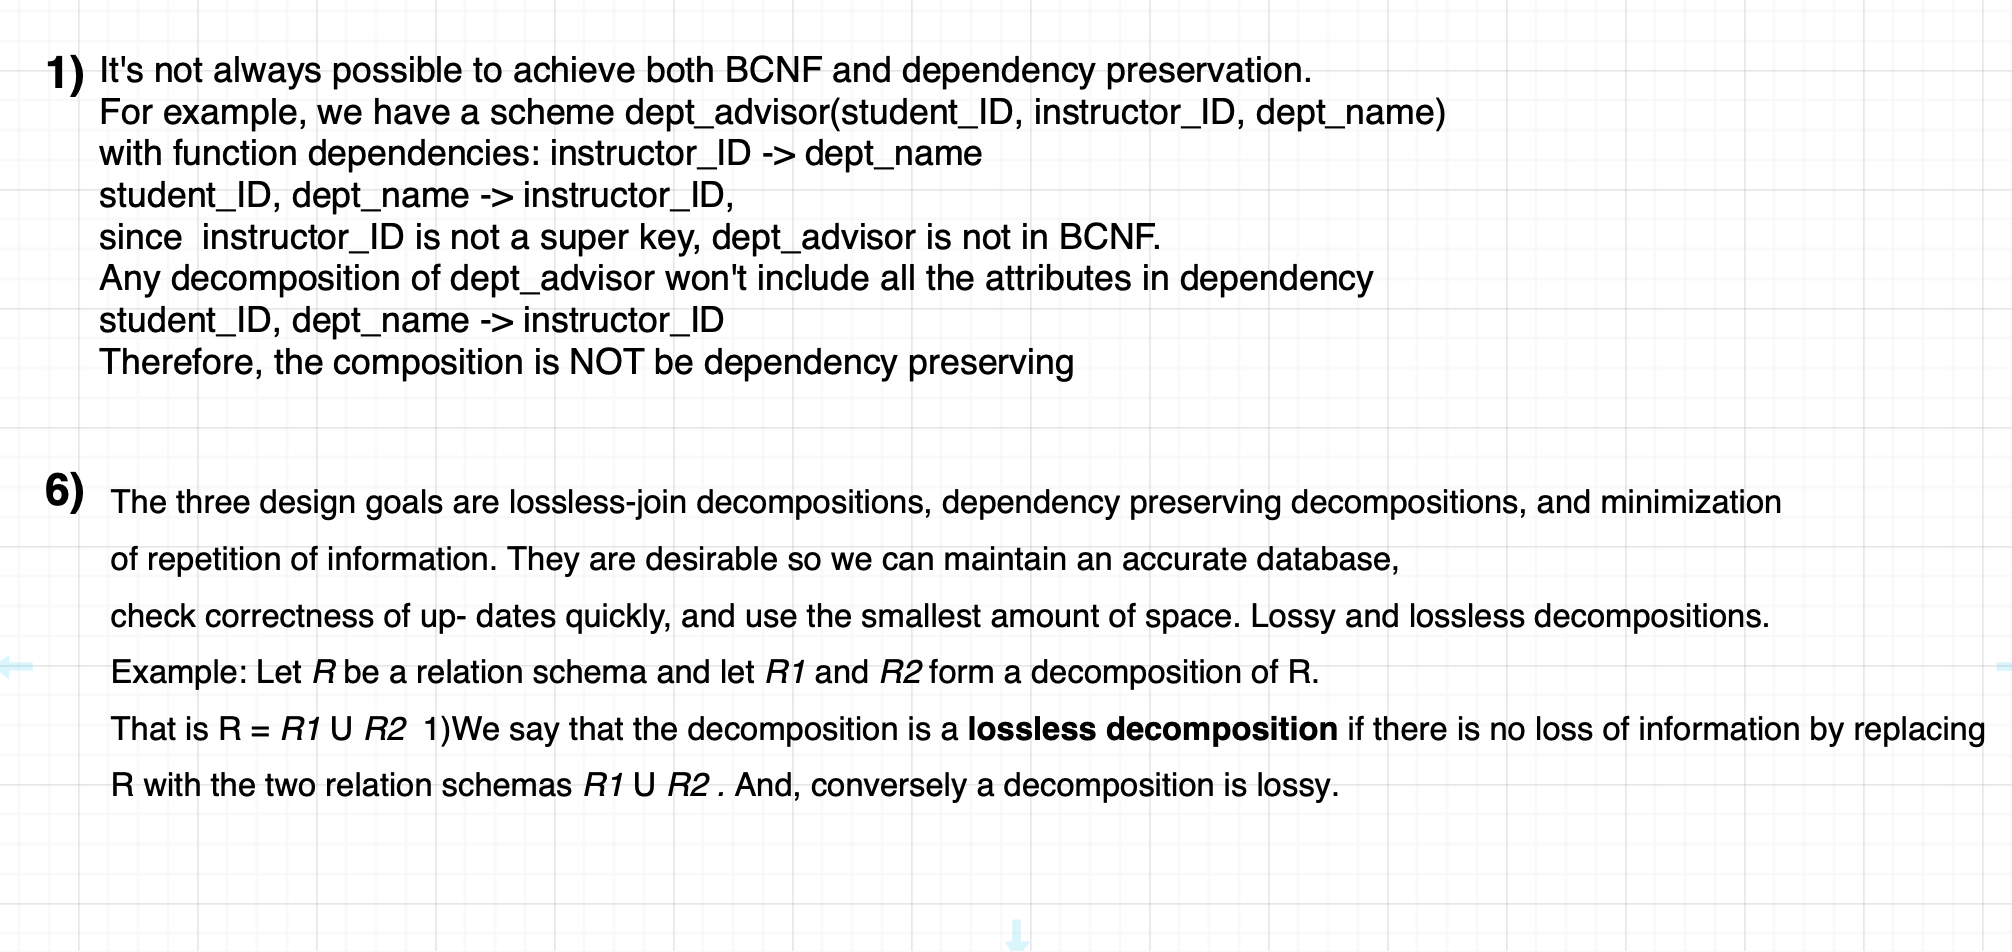 1) It's not always possible to achieve both BCNF and dependency preservation.
For example, we have a scheme dept_advisor(student_ID, instructor_ID, dept_name)
with function dependencies: instructor_ID -> dept_name
student_ID, dept_name -> instructor_ID,
since  instructor_ID is not a super key, dept_advisor is not in BCNF.
Any decomposition of dept_advisor won't include all the attributes in dependency
student_ID, dept_name -> instructor_ID
Therefore, the composition is NOT be dependency preserving
6) The three design goals are lossless-join decompositions, dependency preserving decompositions, and minimization
of repetition of information. They are desirable so we can maintain an accurate database,
check correctness of up- dates quickly, and use the smallest amount of space. Lossy and lossless decompositions.
Example: Let R be a relation schema and let R1 and R2 form a decomposition of R.
That is R = R1 U R2  1)We say that the decomposition is a lossless decomposition if there is no loss of information by replacing
R with the two relation schemas R1 U R2 . And, conversely a decomposition is lossy.